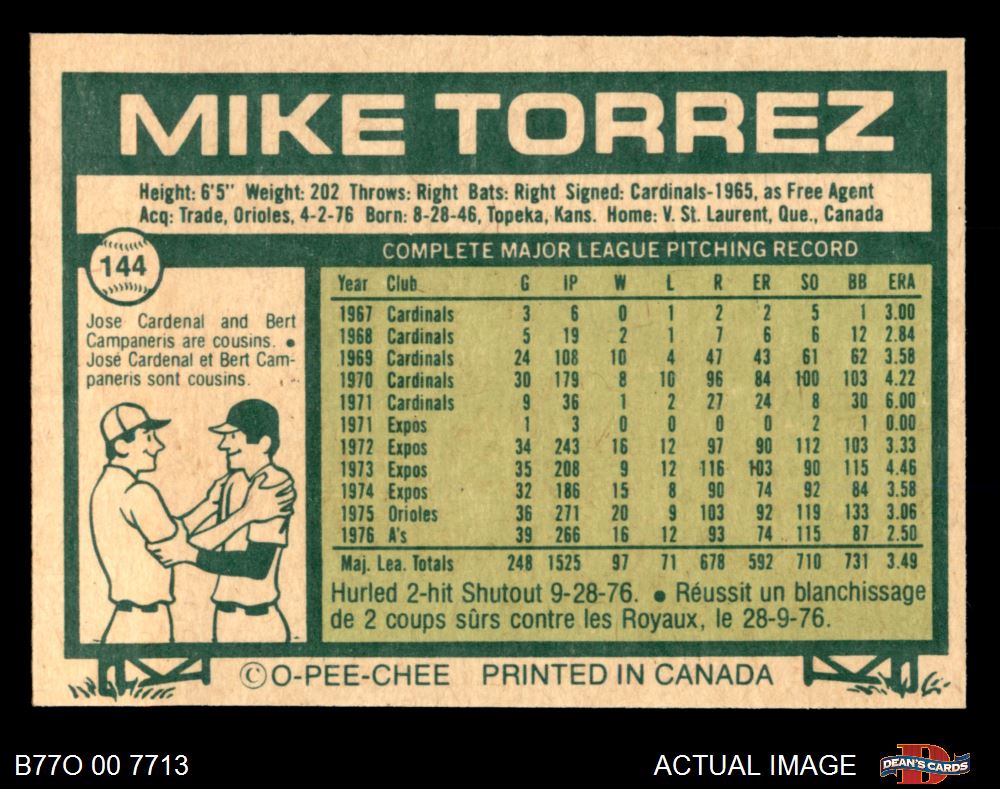 MIKE TORREZ
Height: 6'5" Weight: 202 Throws: Right Bats: Right Signed: Cardinals-1965, as Free Agent
Acq: Trade, Orioles, 4-2-76 Born: 8-28-46, Topeka, Kans. Home: V. St. Laurent, Que., Canada
144
Jose Cardenal and Bert
Campaneris are cousins. •
José Cardenal et Bert Cam-
paneris sont cousins. •
COMPLETE MAJOR LEAGUE PITCHING RECORD
Year Club G IP W L R ER SO BB ERA
1967 Cardinals 3 6 0 1 2 2 5 1 3.00
1968 Cardinals 5 19 2 1 7 6 6 12 2.84
1969 Cardinals 24 108 10 4 47 43 61 62 3.58
1970 Cardinals 30 179 8 10 96 84 100 103 4.22
1971 Cardinals 9 36 1 2 27 24 8 30 6.00
1971 Expos 1 3 0 0 0 0 2 1 0.00
1972 Expos 34 243 16 12 97 90 112 103 3.33
1973 Expos 35 208 9 12 116 103 90 115 4.46
1974 Expos 32 186 15 8 90 74 92 84 3.58
1975 Orioles 36 271 20 9 103 92 119 133 3.06
1976 A's 39 266 16 12 93 74 115 87 2.50
Maj. Lea. Totals 248 1525 97 71 678 592 710 731 3.49
Hurled 2-hit Shutout 9-28-76. • Réussit un blanchissage
de 2 coups sûrs contre les Royaux, le 28-9-76.
© O-PEE-CHEE PRINTED IN CANADA
B77O 00 7713
ACTUAL IMAGE
D
DEAN'S CARDS